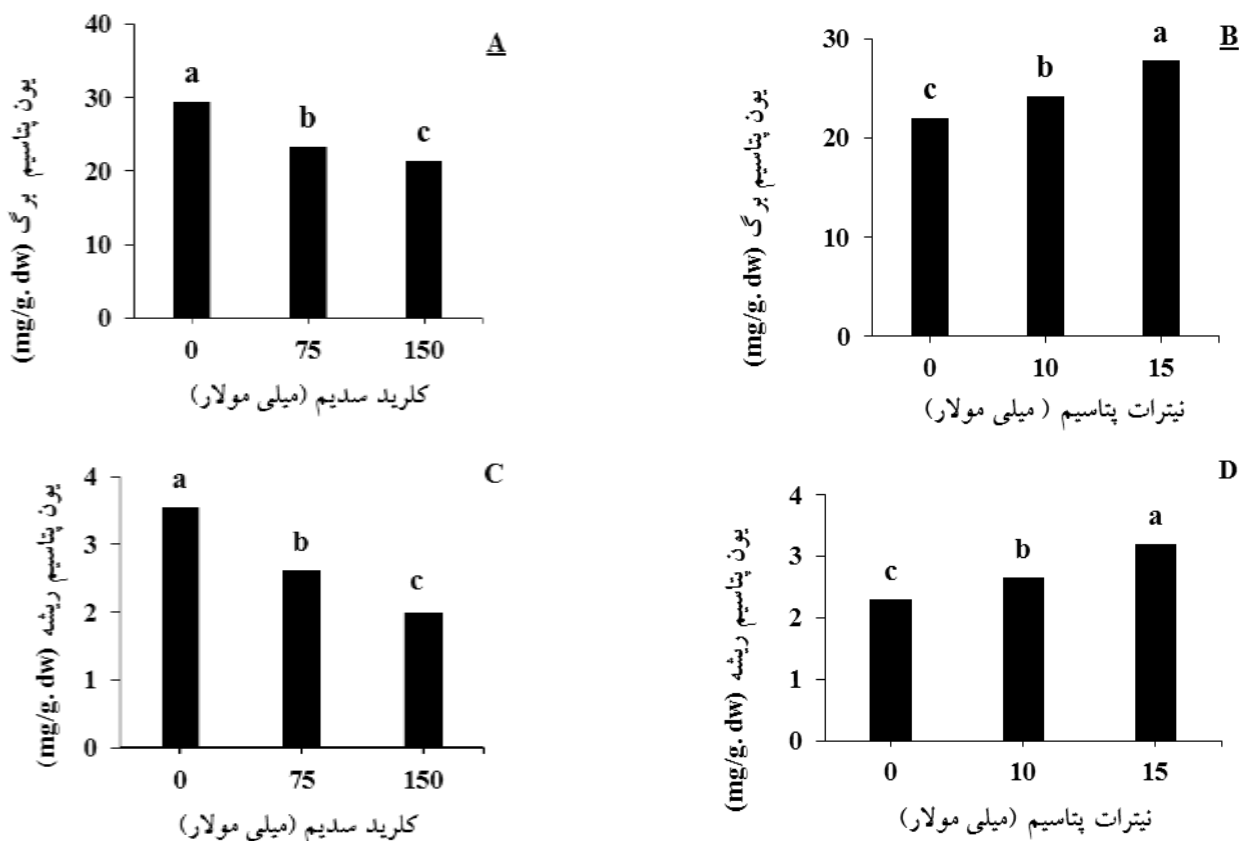 A
یون پتاسیم برگ
(mg/g. dw)
40
30
20
10
0
a
b
c
0 75 150
کلرید سدیم (میلی مولار)
B
یون پتاسیم برگ
(mg/g. dw)
30
20
10
0
c
b
a
0 10 15
نیترات پتاسیم ( میلی مولار)
C
یون پتاسیم ریشه
(mg/g. dw)
4
3
2
1
0
a
b
c
0 75 150
کلرید سدیم (میلی مولار)
D
یون پتاسیم ریشه
(mg/g. dw)
4
3
2
1
0
c
b
a
0 10 15
نیترات پتاسیم (میلی مولار)